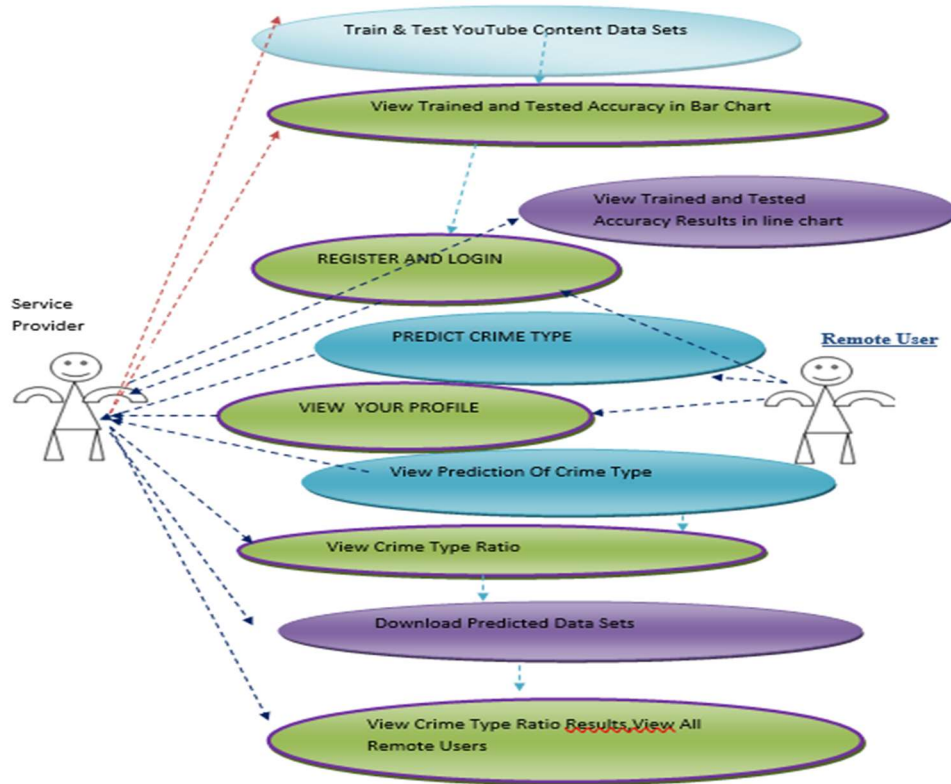 Train & Test YouTube Content Data Sets
View Trained and Tested Accuracy in Bar Chart
View Trained and Tested
Accuracy Results in line chart
REGISTER AND LOGIN
Service
Provider
PREDICT CRIME TYPE
Remote User
VIEW YOUR PROFILE
View Prediction Of Crime Type
View Crime Type Ratio
Download Predicted Data Sets
View Crime Type Ratio Results,View All
Remote Users